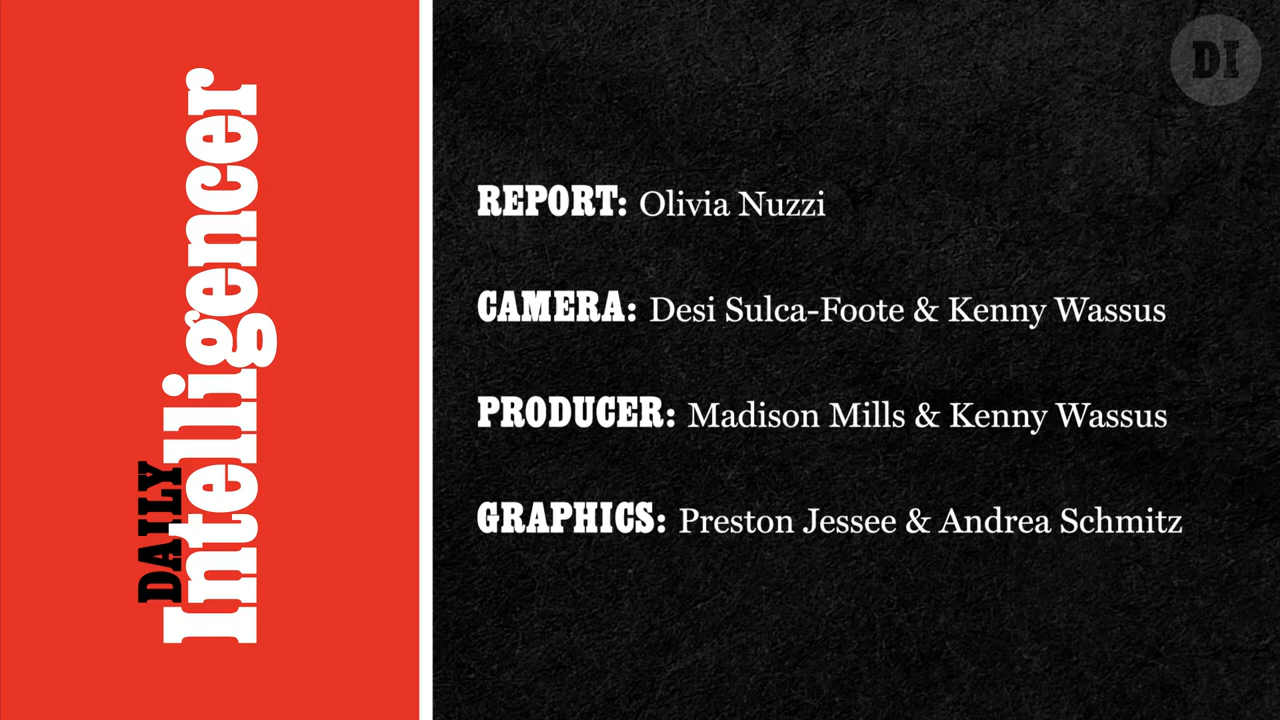 DAILY
Intelligencer
DI
REPORT: Olivia Nuzzi
CAMERA: Desi Sulca-Foote & Kenny Wassus
PRODUCER: Madison Mills & Kenny Wassus
GRAPHICS: Preston Jessee & Andrea Schmitz